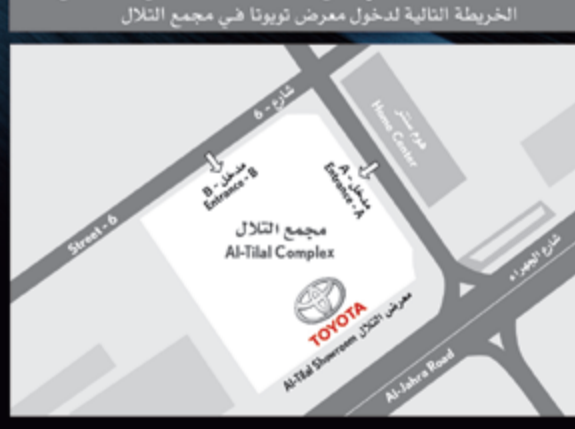 الخريطة التالية لدخول معرض تويوتا في مجمع التلال
شارع - 6
هوم سنتر
Home Center
مدخل - B
Entrance - B
مدخل - A
Entrance - A
Street - 6
مجمع التلال
Al-Tilal Complex
شارع الجهراء
TOYOTA
معرض التلال Al-Tilal Showroom
Al-Jahra Road